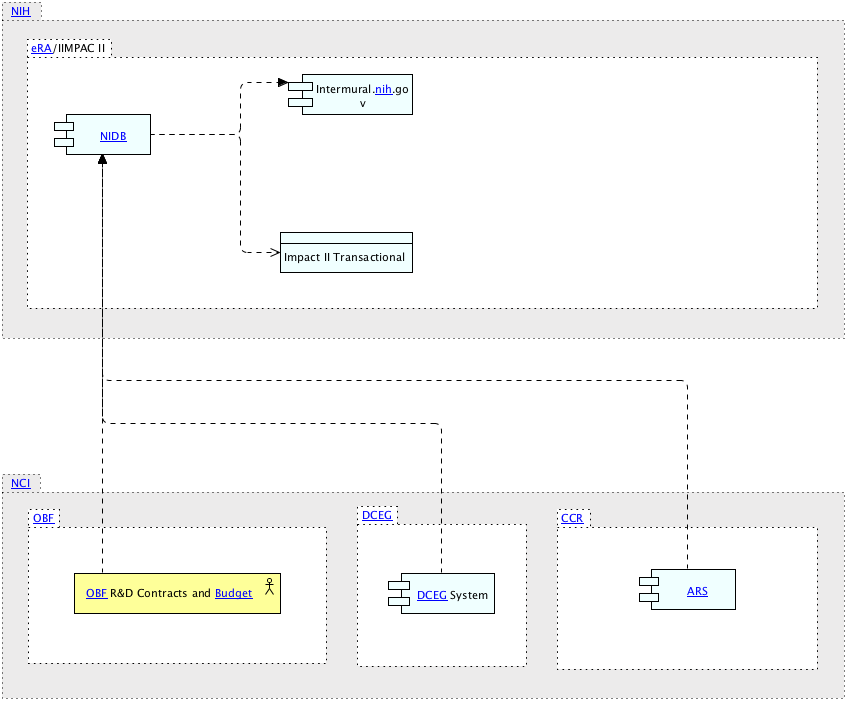 NIH
eRA/IIMPAC II
Intermural.nih.go
v
NIDB
Impact II Transactional
NCI
OBF
DCEG
CCR
OBF R&D Contracts and Budget
DCEG System
ARS